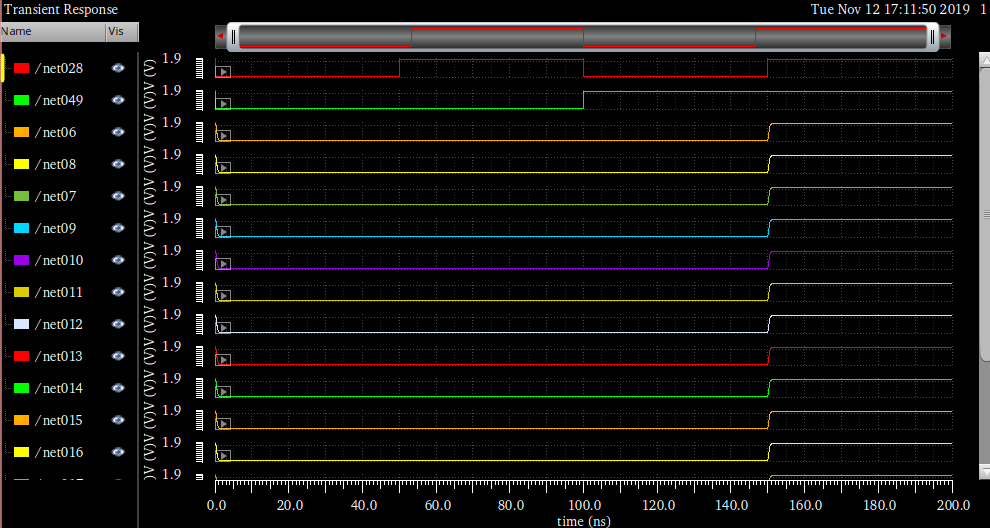 Transient Response Tue Nov 12 17:11:50 2019 1
Name Vis
/net028 1.9
/net049 1.9
/net06 1.9
/net08 1.9
/net07 1.9
/net09 1.9
/net010 1.9
/net011 1.9
/net012 1.9
/net013 1.9
/net014 1.9
/net015 1.9
/net016 1.9
1.9
0.0 20.0 40.0 60.0 80.0 100.0 120.0 140.0 160.0 180.0 200.0
time (ns)